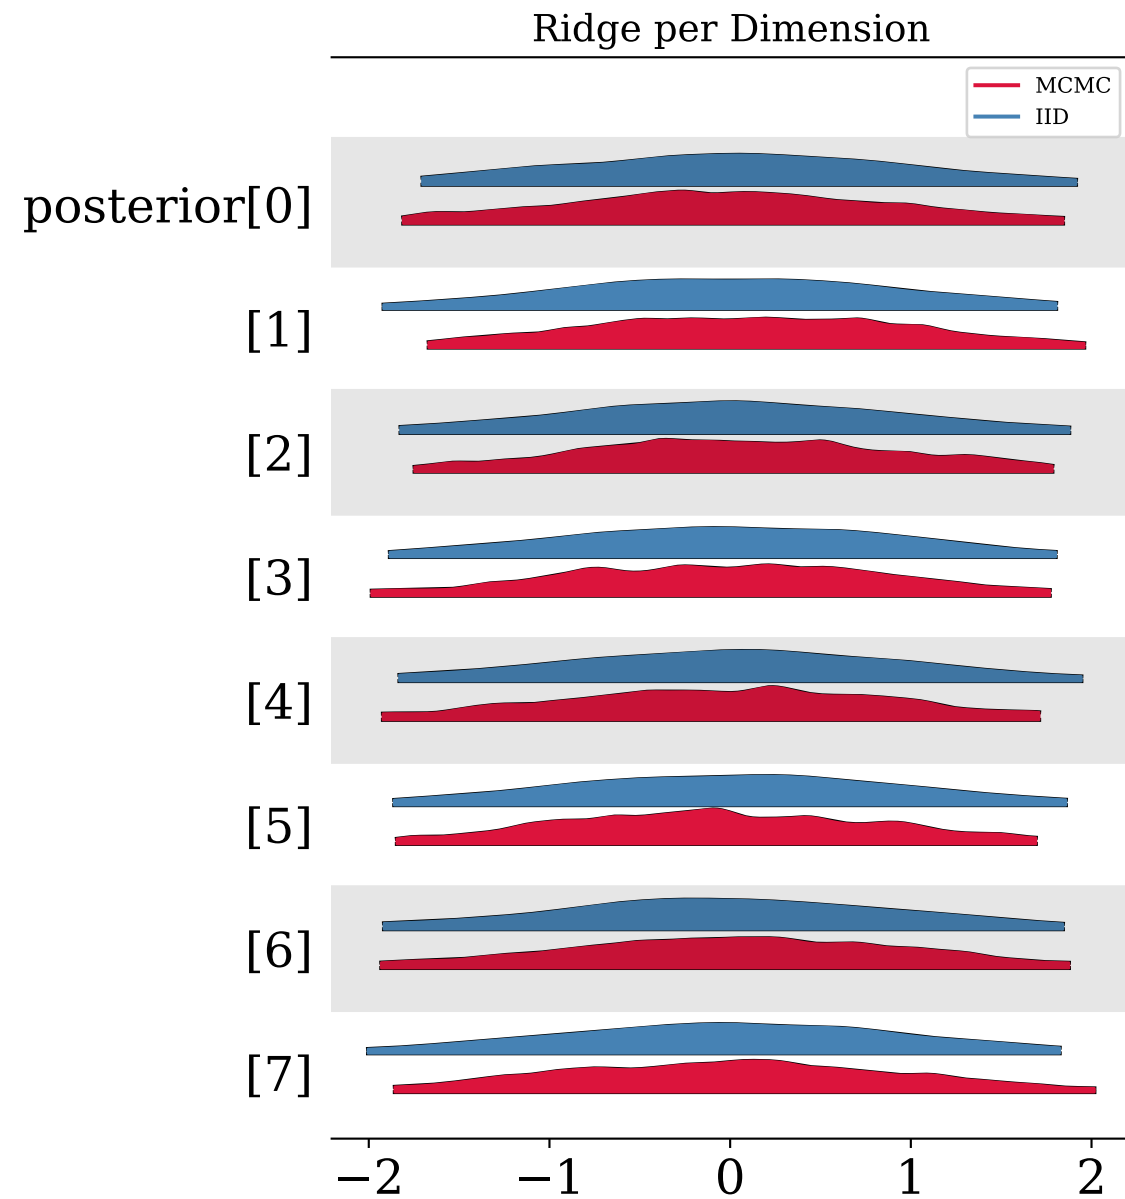 Ridge per Dimension
MCMC
IID
posterior[0]
[1]
[2]
[3]
[4]
[5]
[6]
[7]
−2 −1 0 1 2